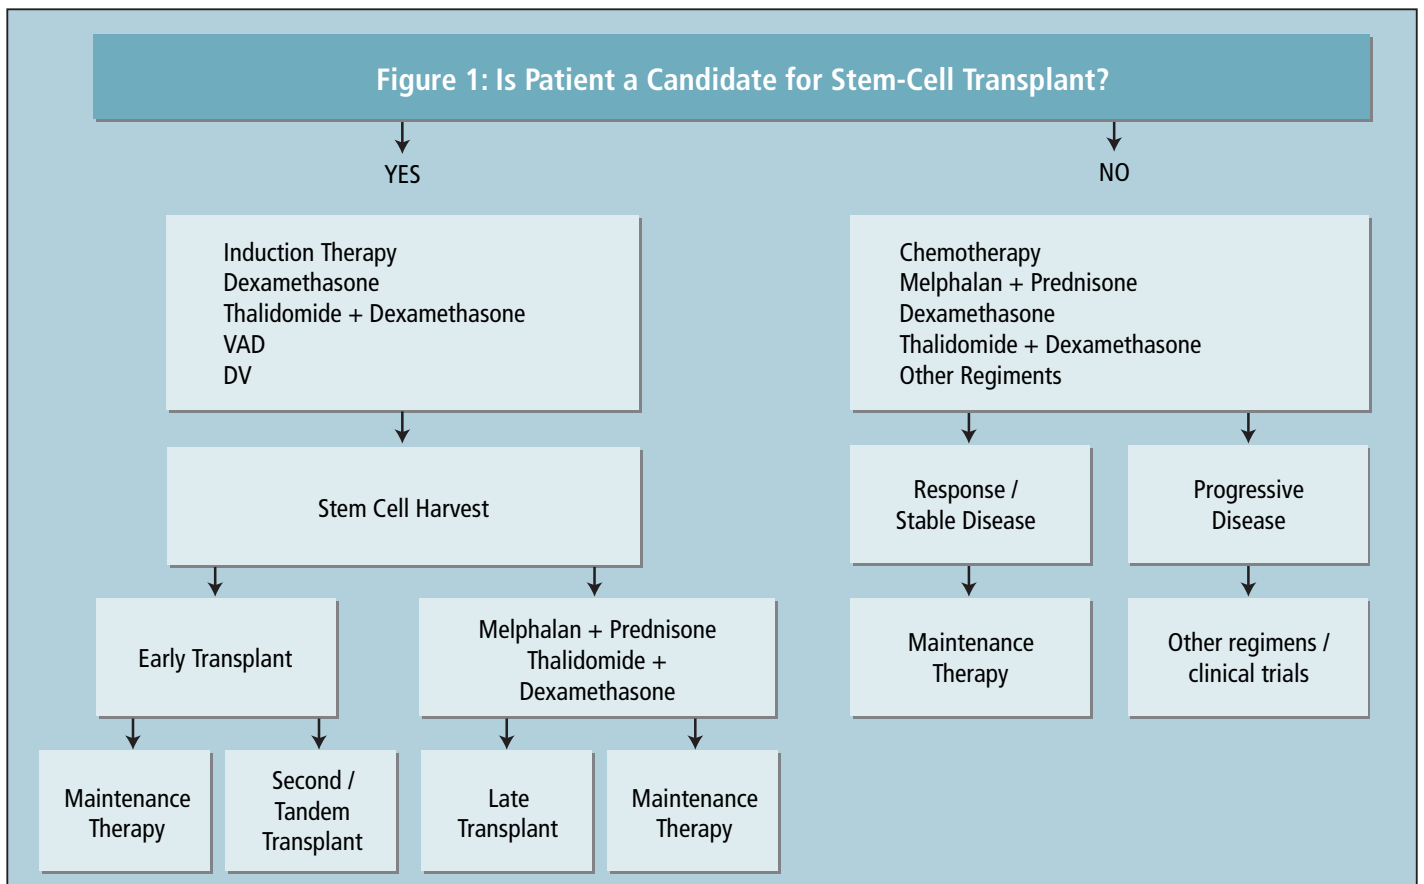 Figure 1: Is Patient a Candidate for Stem-Cell Transplant?
YES
NO
Induction Therapy
Dexamethasone
Thalidomide + Dexamethasone
VAD
DV
Chemotherapy
Melphalan + Prednisone
Dexamethasone
Thalidomide + Dexamethasone
Other Regiments
Stem Cell Harvest
Response /
Stable Disease
Progressive
Disease
Early Transplant
Melphalan + Prednisone
Thalidomide +
Dexamethasone
Maintenance
Therapy
Other regimens /
clinical trials
Maintenance
Therapy
Second /
Tandem
Transplant
Late
Transplant
Maintenance
Therapy